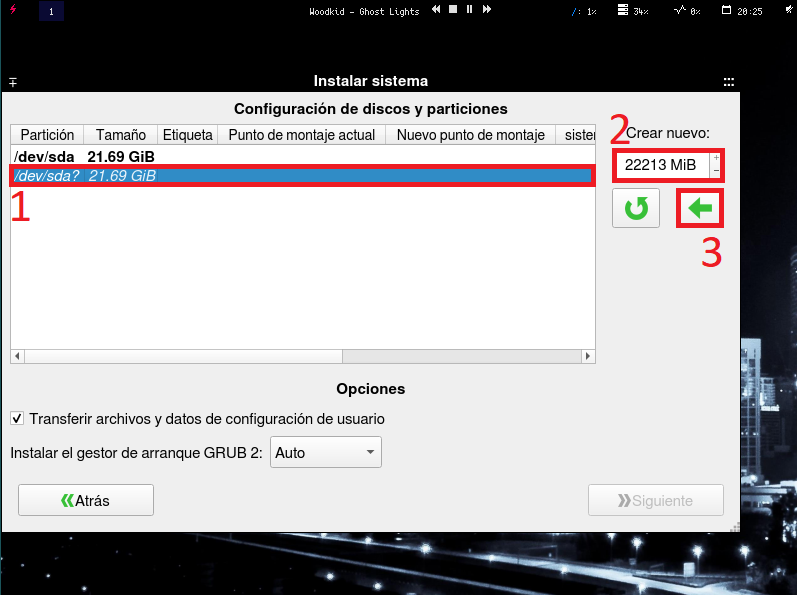 1 Woodkid - Ghost Lights /: 1% 34% 0% 20:25
Instalar sistema
Configuración de discos y particiones
Partición Tamaño Etiqueta Punto de montaje actual Nuevo punto de montaje sister
2 Crear nuevo:
/dev/sda 21.69 GiB
22213 MiB + -
/dev/sda? 21.69 GiB
1
3
Opciones
Transferir archivos y datos de configuración de usuario
Instalar el gestor de arranque GRUB 2: Auto
Atrás Siguiente